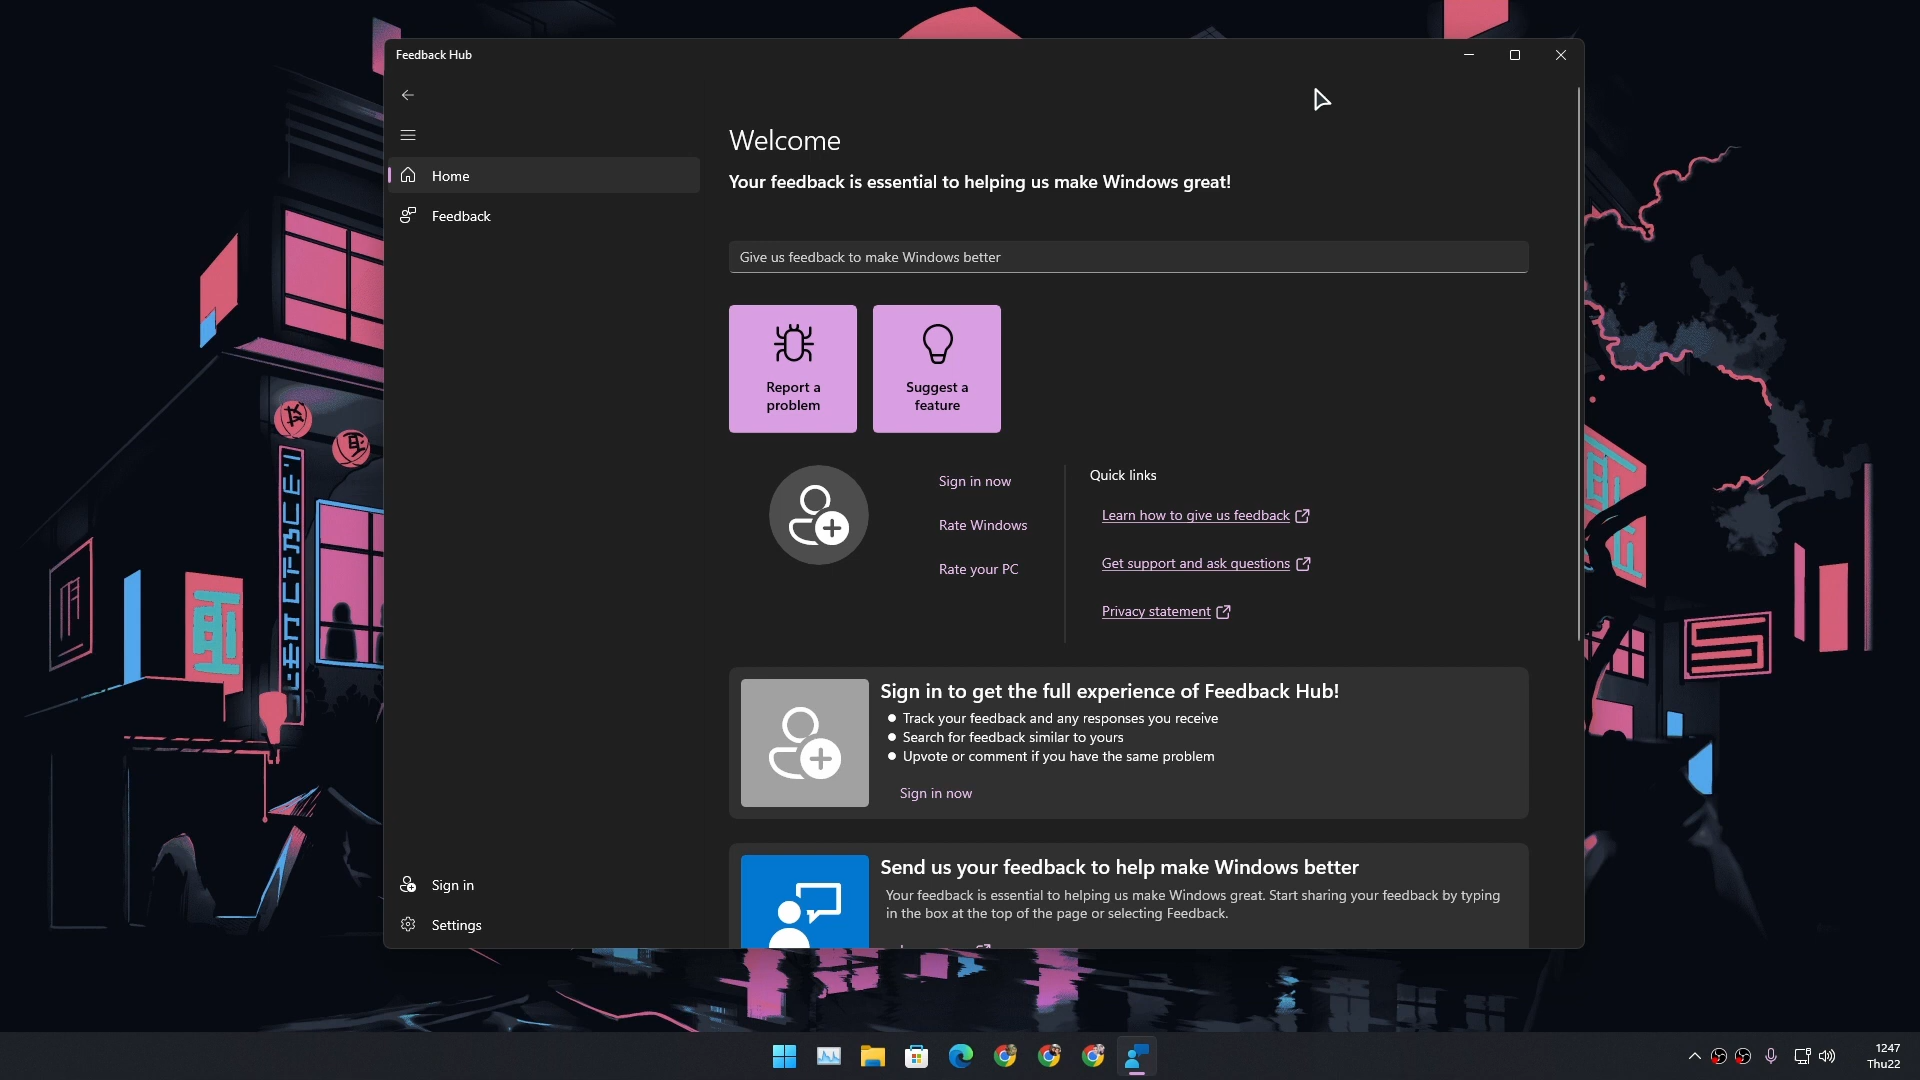 Feedback Hub
Home
Feedback
Welcome
Your feedback is essential to helping us make Windows great!
Give us feedback to make Windows better
Report a
problem
Suggest a
feature
Sign in now
Rate Windows
Rate your PC
Quick links
Learn how to give us feedback
Get support and ask questions
Privacy statement
Sign in to get the full experience of Feedback Hub!
Track your feedback and any responses you receive
Search for feedback similar to yours
Upvote or comment if you have the same problem
Sign in now
Send us your feedback to help make Windows better
Your feedback is essential to helping us make Windows great. Start sharing your feedback by typing
in the box at the top of the page or selecting Feedback.
Sign in
Settings
1247
Thu22